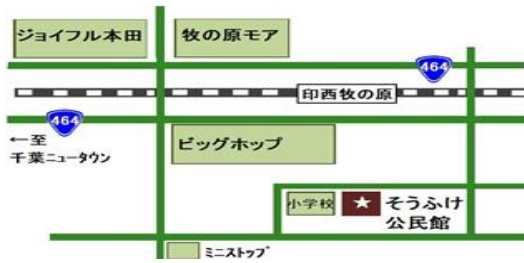 ジョイフル本田
牧の原モア
464
印西牧の原
464
←至
千葉ニュータウン
ビッグホップ
小学校
そうふけ
公民館
ミニストップ